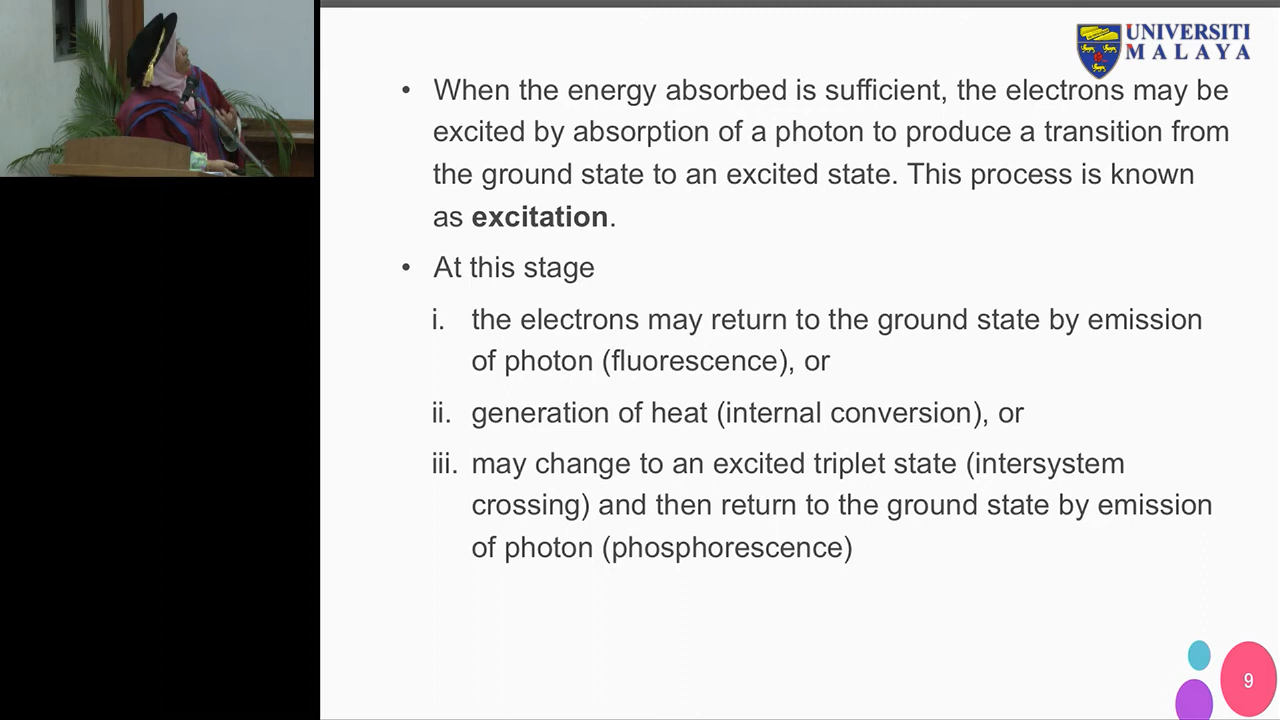 UNIVERSITI
MALAYA
• When the energy absorbed is sufficient, the electrons may be
excited by absorption of a photon to produce a transition from
the ground state to an excited state. This process is known
as excitation.
• At this stage
i. the electrons may return to the ground state by emission
of photon (fluorescence), or
ii. generation of heat (internal conversion), or
iii. may change to an excited triplet state (intersystem
crossing) and then return to the ground state by emission
of photon (phosphorescence)
9